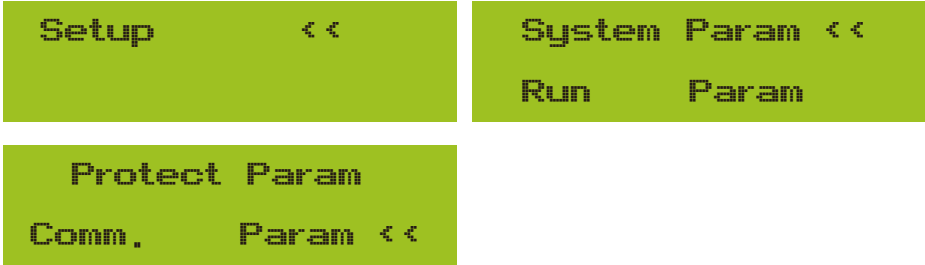 Setup <<
System Param <<
Run Param
Protect Param
Comm. Param <<